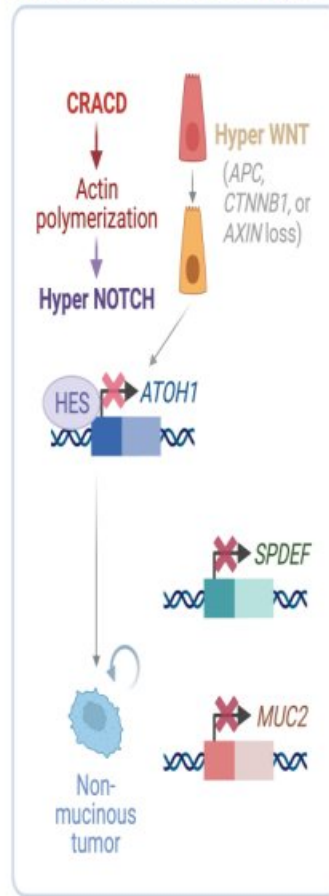 CRACD
Actin
polymerization
Hyper NOTCH
Hyper WNT
(APC,
CTNNB1, or
AXIN loss)
HES
ATOH1
SPDEF
MUC2
Non-
mucinous
tumor